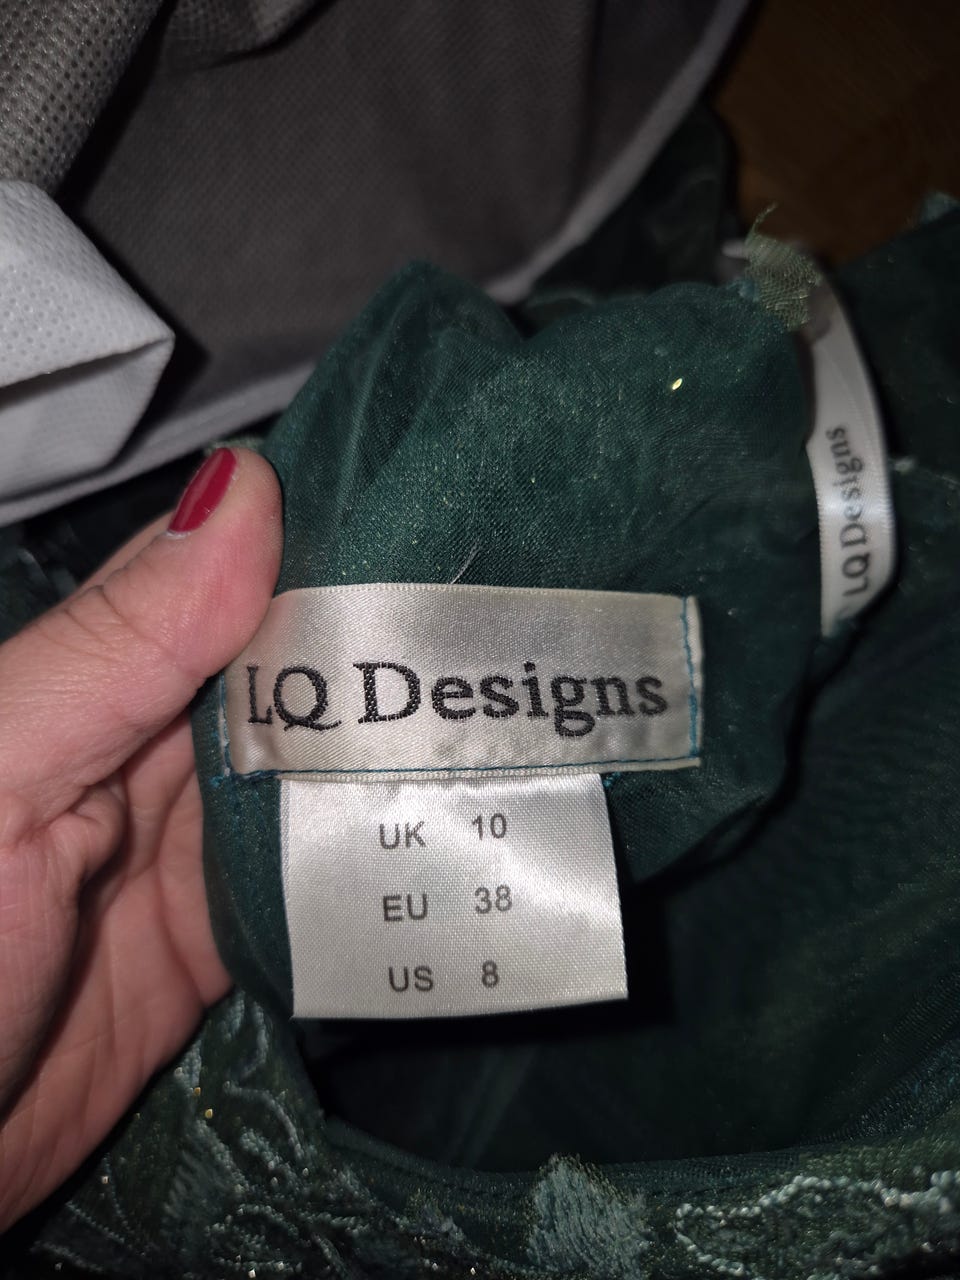 LQ Designs
UK 10
EU 38
US 8
LQ Designs